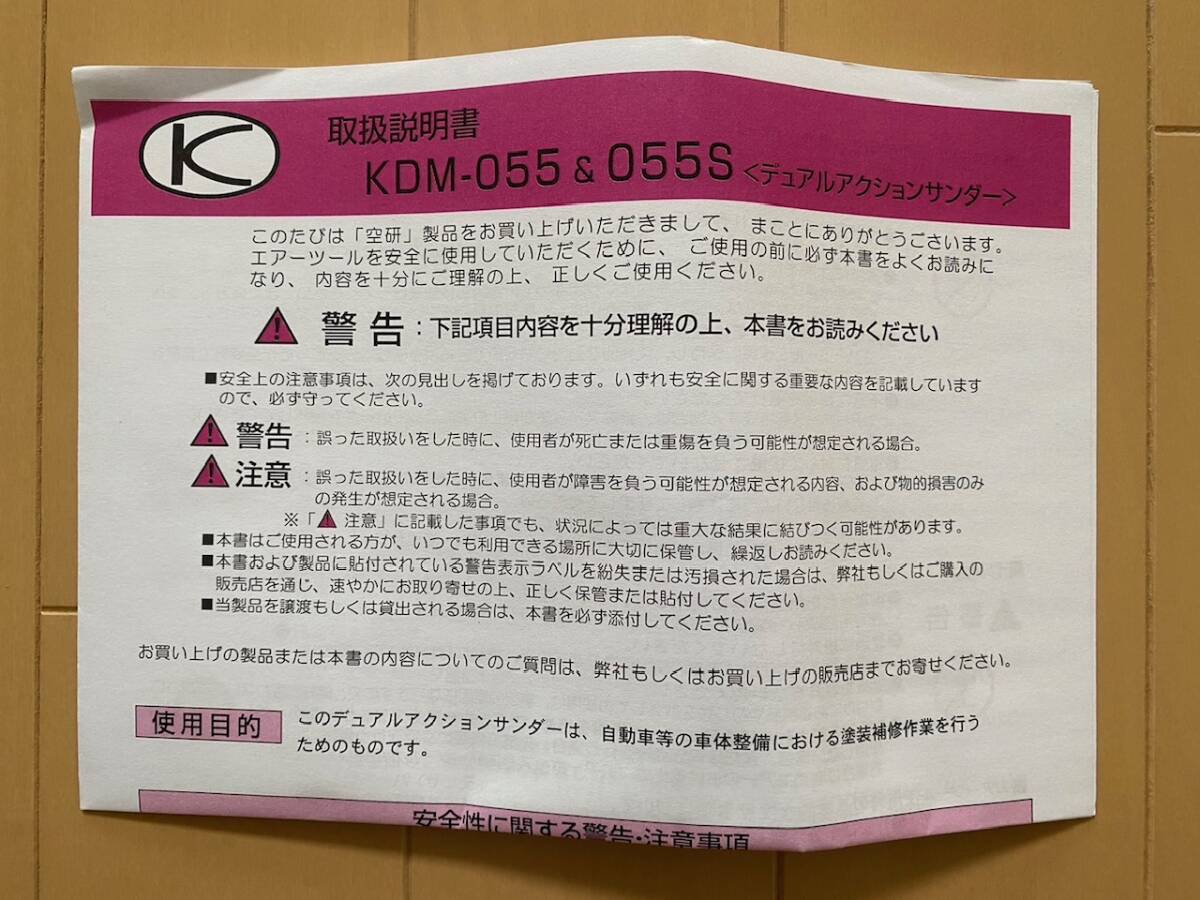 K
取扱説明書
KDM-055 & 055S <デュアルアクションサンダー>
このたびは「空研」製品をお買い上げいただきまして、 まことにありがとうございます。
エアーツールを安全に使用していただくために、 ご使用の前に必ず本書をよくお読みに
なり、 内容を十分にご理解の上、 正しくご使用ください。
警告:下記項目内容を十分理解の上、本書をお読みください
■安全上の注意事項は、次の見出しを掲げております。いずれも安全に関する重要な内容を記載しています
ので、必ず守ってください。
警告:誤った取扱いをした時に、使用者が死亡または重傷を負う可能性が想定される場合。
注意:誤った取扱いをした時に、使用者が障害を負う可能性が想定される内容、および物的損害のみ
の発生が想定される場合。
※「 注意」に記載した事項でも、状況によっては重大な結果に結びつく可能性があります。
■本書はご使用される方が、いつでも利用できる場所に大切に保管し、繰返しお読みください。
■本書および製品に貼付されている警告表示ラベルを紛失または汚損された場合は、弊社もしくはご購入の
販売店を通じ、速やかにお取り寄せの上、正しく保管または貼付してください。
■当製品を譲渡もしくは貸出される場合は、本書を必ず添付してください。
お買い上げの製品または本書の内容についてのご質問は、弊社もしくはお買い上げの販売店までお寄せください。
使用目的 このデュアルアクションサンダーは、自動車等の車体整備における塗装補修作業を行う
ためのものです。
安全性に関する警告・注意事項